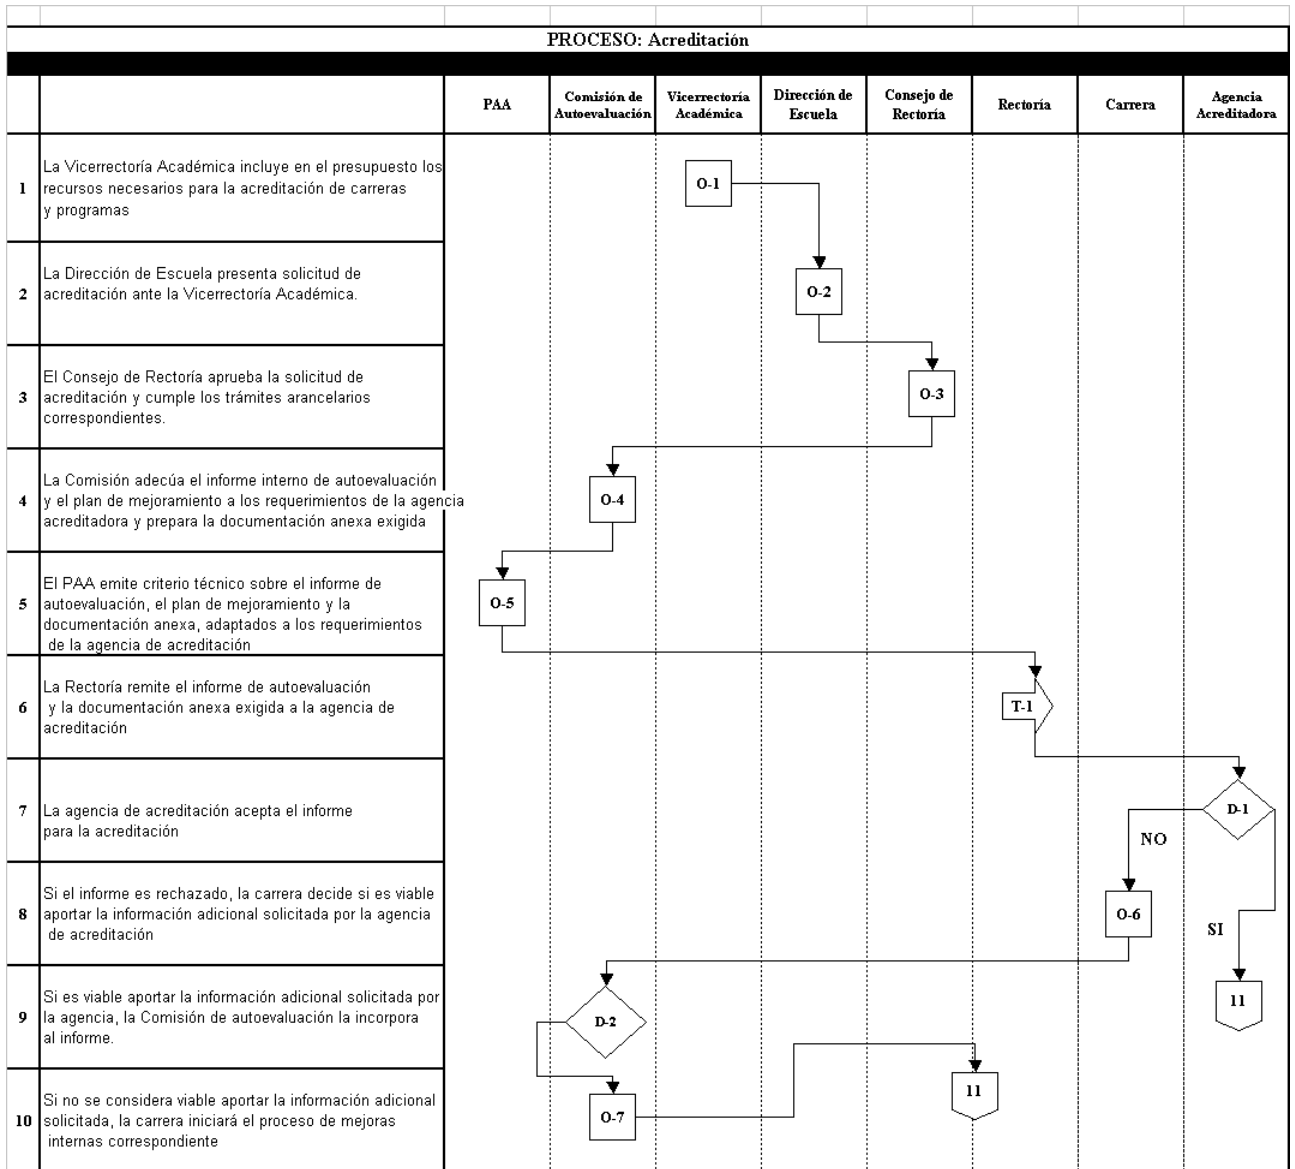 PROCESO: Acreditación
PAA
Comisión de
Autoevaluación
Vicerrectoría
Académica
Dirección de
Escuela
Consejo de
Rectoría
Rectoría
Carrera
Agencia
Acreditadora
1
La Vicerrectoría Académica incluye en el presupuesto los
recursos necesarios para la acreditación de carreras
y programas
O-1
2
La Dirección de Escuela presenta solicitud de
acreditación ante la Vicerrectoría Académica.
O-2
3
El Consejo de Rectoría aprueba la solicitud de
acreditación y cumple los trámites arancelarios
correspondientes.
O-3
4
La Comisión adecúa el informe interno de autoevaluación
y el plan de mejoramiento a los requerimientos de la agencia
acreditadora y prepara la documentación anexa exigida
O-4
5
El PAA emite criterio técnico sobre el informe de
autoevaluación, el plan de mejoramiento y la
documentación anexa, adaptados a los requerimientos
de la agencia de acreditación
O-5
6
La Rectoría remite el informe de autoevaluación
y la documentación anexa exigida a la agencia de
acreditación
T-1
7
La agencia de acreditación acepta el informe
para la acreditación
D-1
NO
8
Si el informe es rechazado, la carrera decide si es viable
aportar la información adicional solicitada por la agencia
de acreditación
O-6
SI
9
Si es viable aportar la información adicional solicitada por
la agencia, la Comisión de autoevaluación la incorpora
al informe.
D-2
11
10
Si no se considera viable aportar la información adicional
solicitada, la carrera iniciará el proceso de mejoras
internas correspondiente
O-7
11